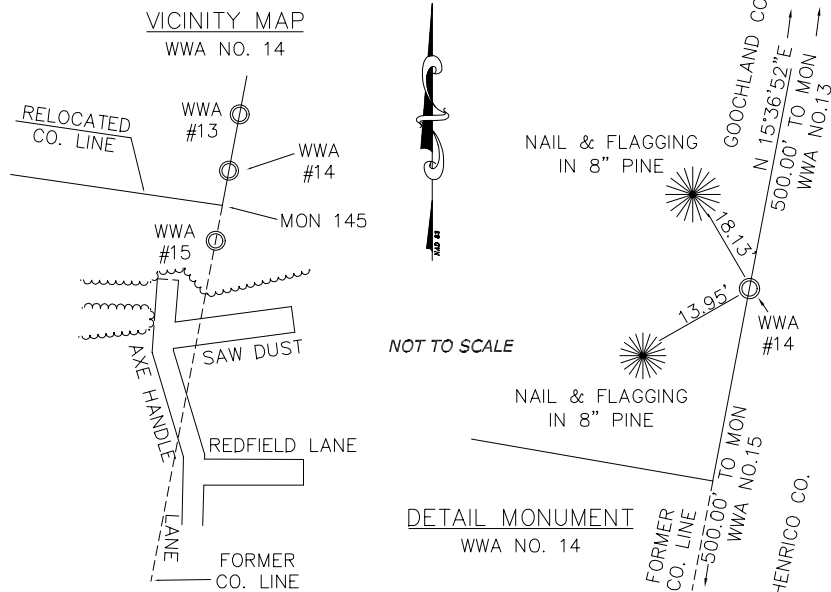 VICINITY MAP
WWA NO. 14
RELOCATED
CO. LINE
WWA
#13
WWA
#14
MON 145
WWA
#15
SAW DUST
AXE HANDLE
LANE
REDFIELD LANE
FORMER
CO. LINE
NAD 83
NOT TO SCALE
NAIL & FLAGGING
IN 8" PINE
GOOCHLAND CO.
N 15°36'52"E
500.00' TO MON
WWA NO.13
18.13'
13.95'
WWA
#14
NAIL & FLAGGING
IN 8" PINE
DETAIL MONUMENT
WWA NO. 14
FORMER
CO. LINE
500.00' TO MON
WWA NO.15
HENRICO CO.